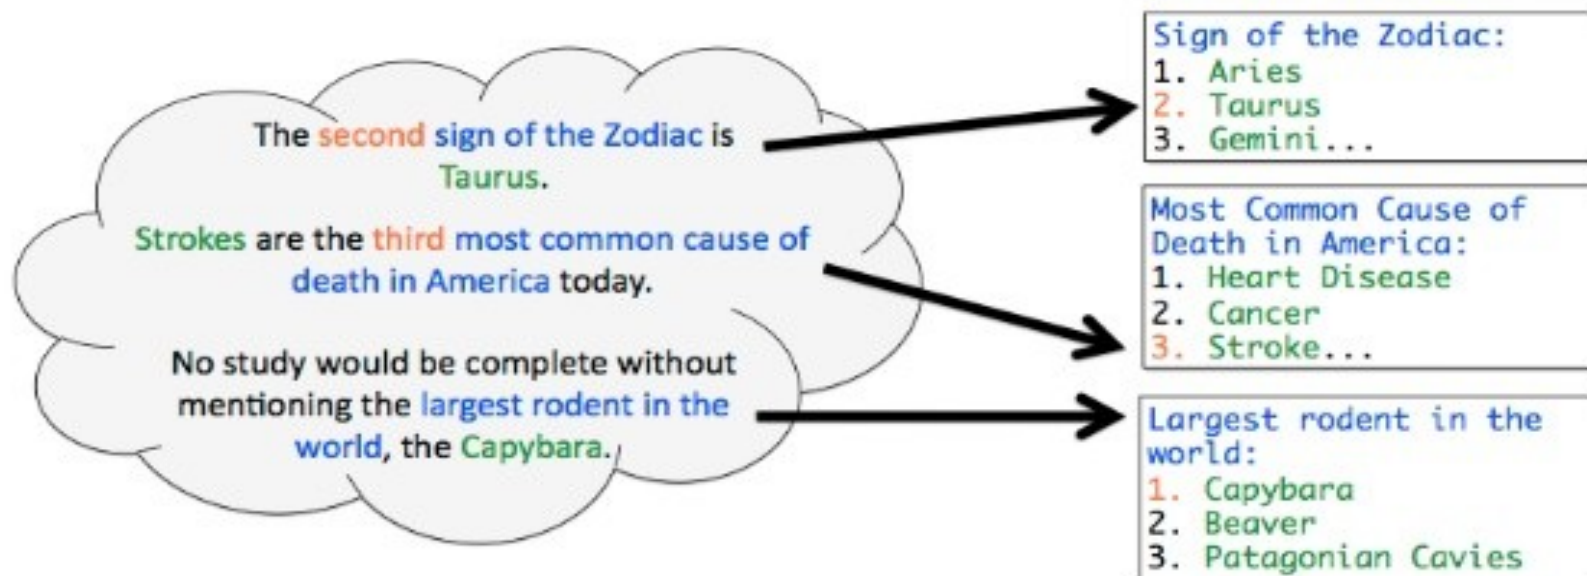 The second sign of the Zodiac is
Taurus.
Strokes are the third most common cause of
death in America today.
No study would be complete without
mentioning the largest rodent in the
world, the Capybara.
Sign of the Zodiac:
1. Aries
2. Taurus
3. Gemini...
Most Common Cause of
Death in America:
1. Heart Disease
2. Cancer
3. Stroke...
Largest rodent in the
world:
1. Capybara
2. Beaver
3. Patagonian Cavies